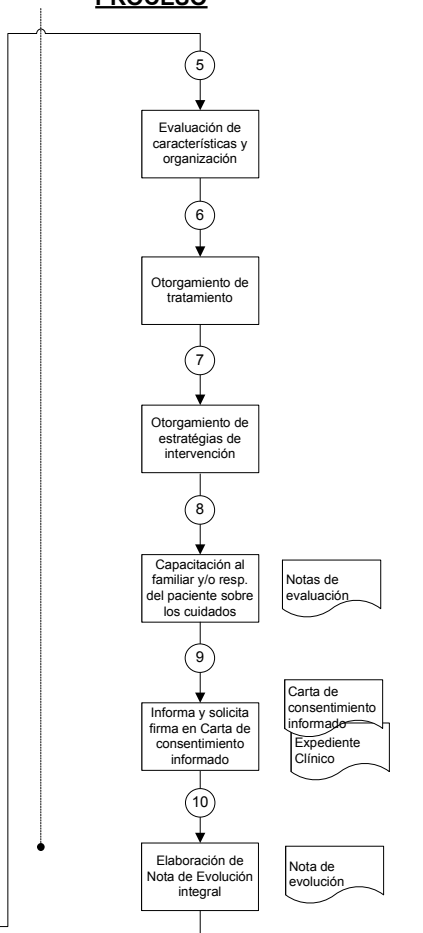 PROCESO
5
Evaluación de
características y
organización
6
Otorgamiento de
tratamiento
7
Otorgamiento de
estratégias de
intervención
8
Capacitación al
familiar y/o resp.
del paciente sobre
los cuidados
Notas de
evaluación
9
Informa y solicita
firma en Carta de
consentimiento
informado
Carta de
consentimiento
informado
Expediente
Clínico
10
Elaboración de
Nota de Evolución
integral
Nota de
evolución